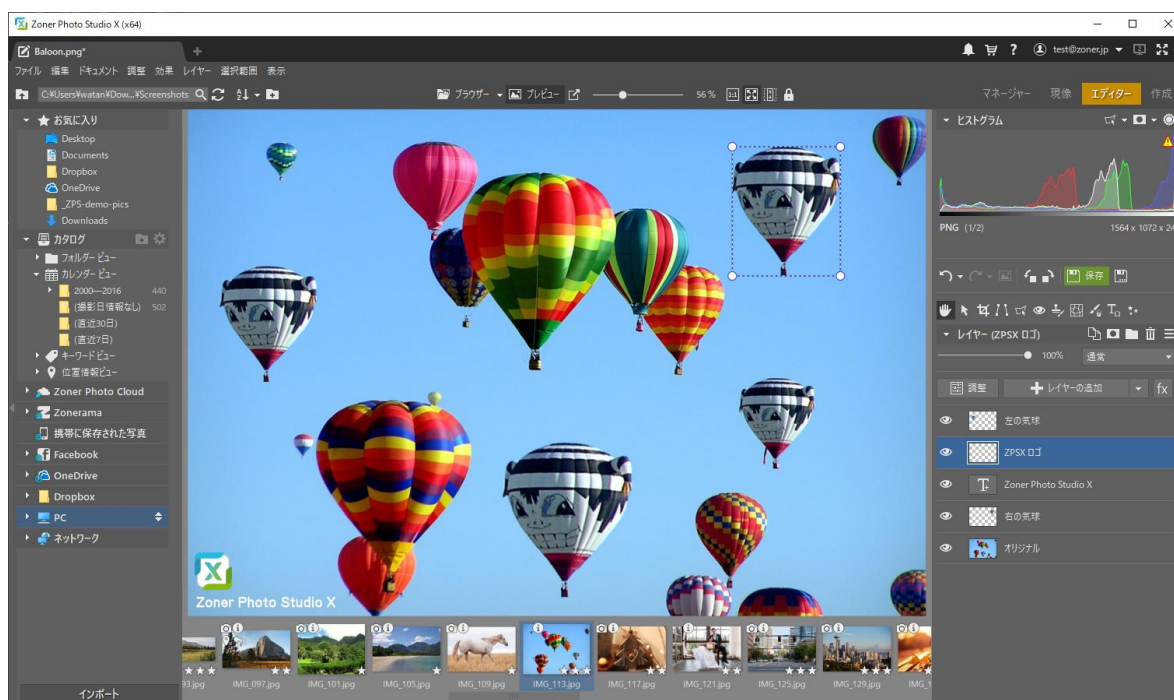 Zoner Photo Studio X (x64)
Baloon.png*
test@zoner.jp
ファイル 編集 ドキュメント 調整 効果 レイヤー 選択範囲 表示
C:¥Users¥watan¥Dow...¥Screenshots
ブラウザー
プレビュー
56 %
マネージャー 現像 エディター 作成
お気に入り
Desktop
Documents
Dropbox
OneDrive
_ZPS-demo-pics
Downloads
カタログ
フォルダービュー
カレンダービュー
2000—2016 440
(撮影日情報なし) 502
(直近30日)
(直近7日)
キーワードビュー
位置情報ビュー
Zoner Photo Cloud
Zonerama
携帯に保存された写真
Facebook
OneDrive
Dropbox
PC
ネットワーク
インポート
Zoner Photo Studio X
93.jpg IMG_097.jpg IMG_101.jpg IMG_105.jpg IMG_109.jpg IMG_113.jpg IMG_117.jpg IMG_121.jpg IMG_125.jpg IMG_129.jpg IMG_1
ヒストグラム
PNG (1/2) 1564 x 1072 x 24
保存
レイヤー (ZPSX ロゴ)
100% 通常
調整 レイヤーの追加 fx
左の気球
ZPSX ロゴ
Zoner Photo Studio X
右の気球
オリジナル